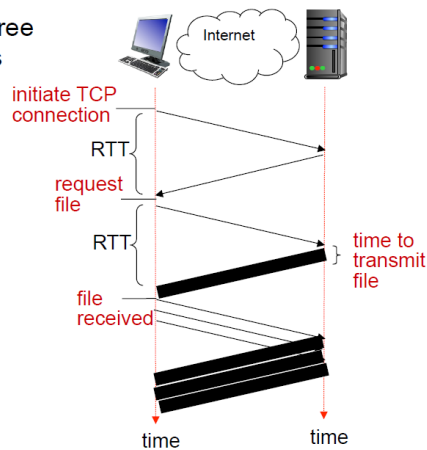 ree
s
Internet
initiate TCP
connection
RTT
request
file
RTT
time to
transmit
file
file
received
time
time